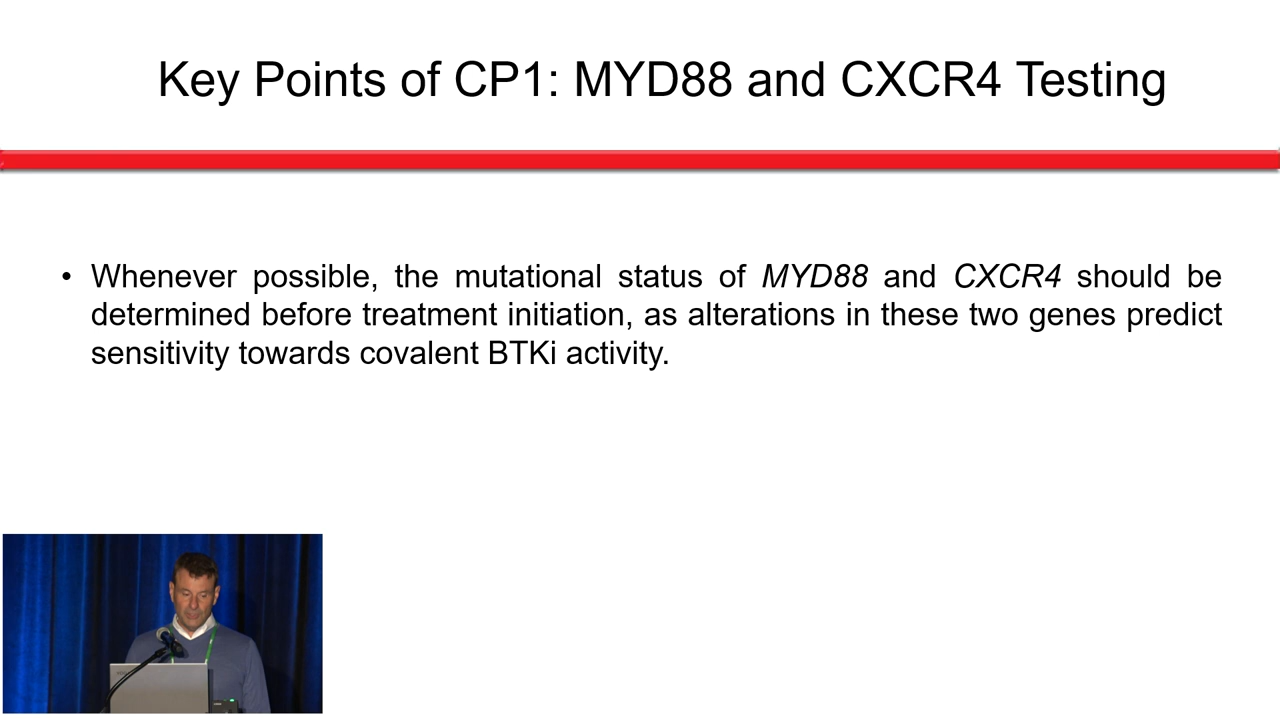 Key Points of CP1: MYD88 and CXCR4 Testing
• Whenever possible, the mutational status of MYD88 and CXCR4 should be
determined before treatment initiation, as alterations in these two genes predict
sensitivity towards covalent BTKi activity.